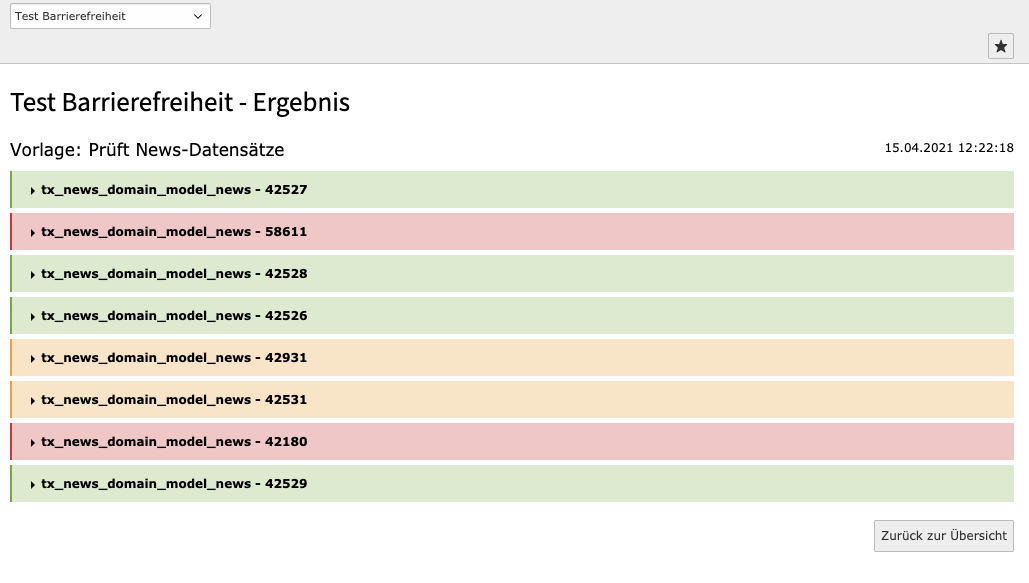 Test Barrierefreiheit
Test Barrierefreiheit - Ergebnis
Vorlage: Prüft News-Datensätze
15.04.2021 12:22:18
tx_news_domain_model_news - 42527
tx_news_domain_model_news - 58611
tx_news_domain_model_news - 42528
tx_news_domain_model_news - 42526
tx_news_domain_model_news - 42931
tx_news_domain_model_news - 42531
tx_news_domain_model_news - 42180
tx_news_domain_model_news - 42529
Zurück zur Übersicht